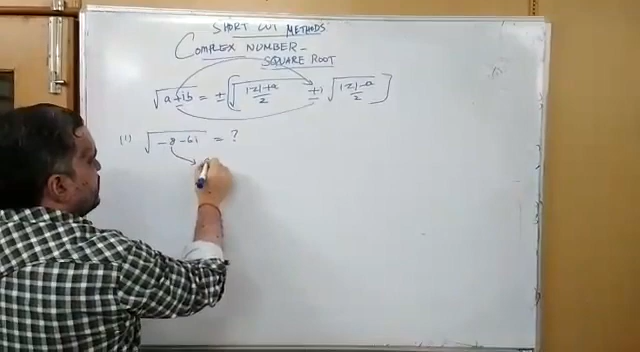 SHORT CUT METHODS
COMPLEX NUMBER-
SQUARE ROOT
√a+ib = ± [√|z|+a/2 ± i √|z|-a/2]
(1) √-8-6i = ?